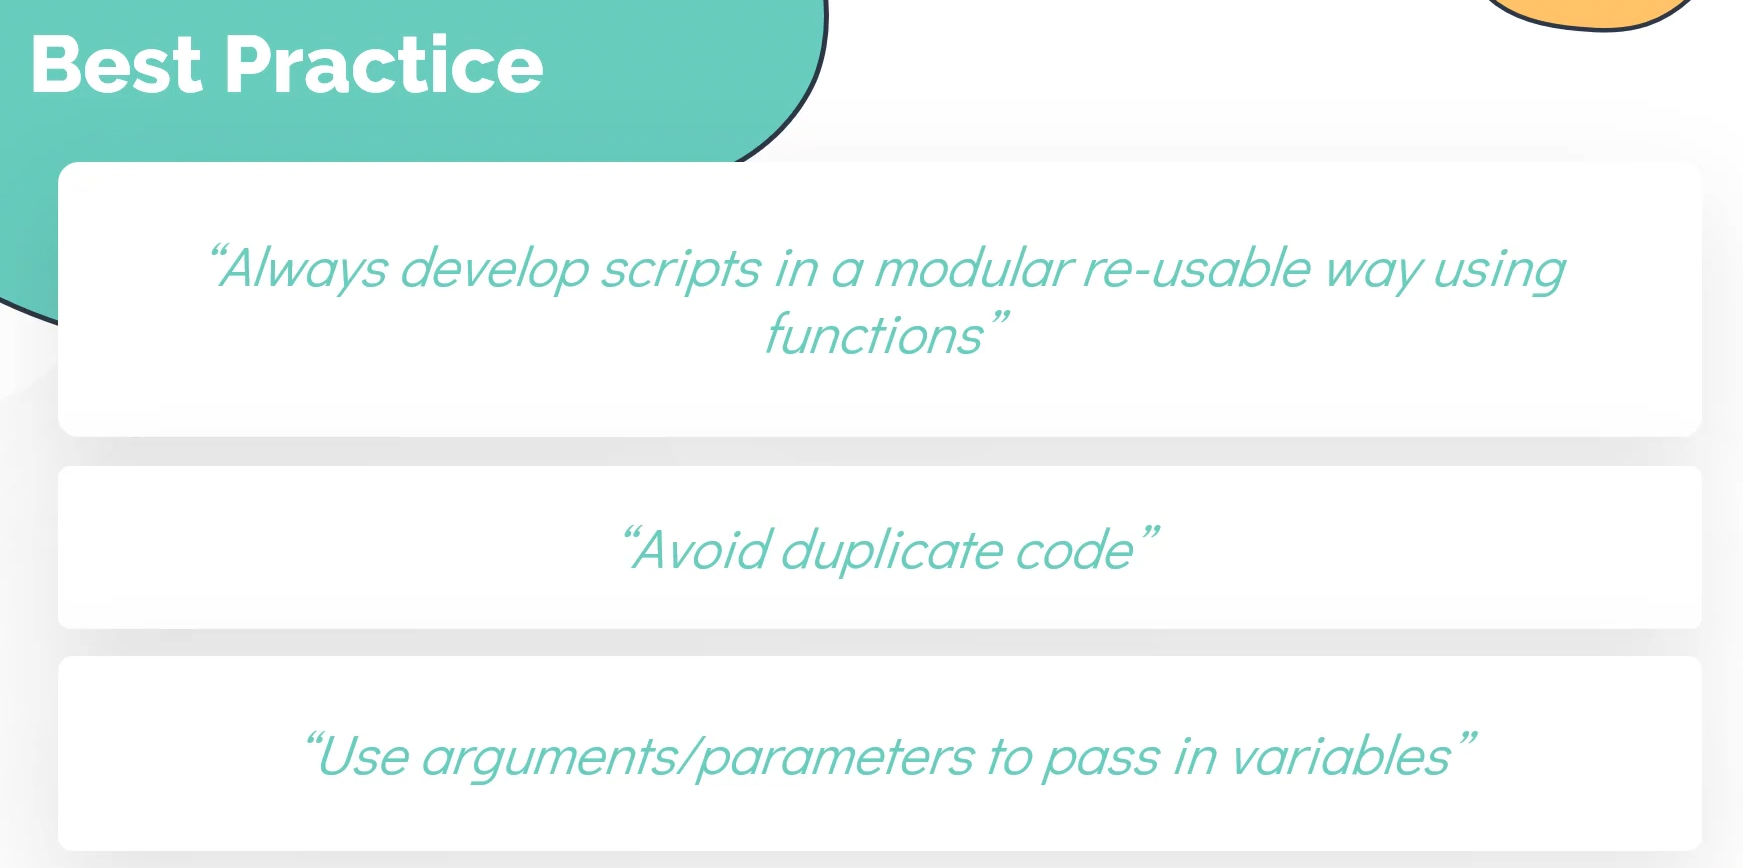 Best Practice
“Always develop scripts in a modular re-usable way using
functions”
“Avoid duplicate code”
“Use arguments/parameters to pass in variables”